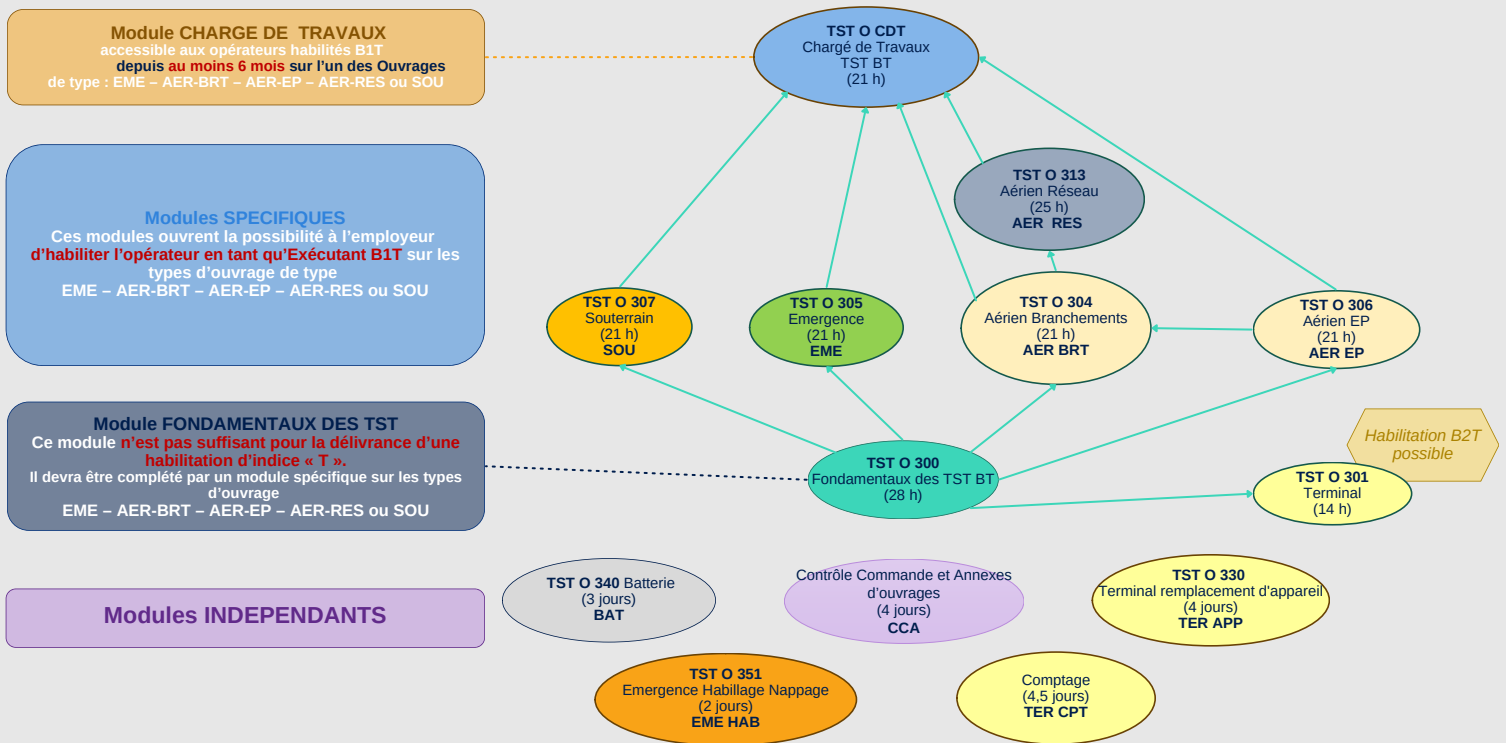 Module CHARGE DE  TRAVAUX
accessible aux opérateurs habilités B1T
depuis au moins 6 mois sur l’un des Ouvrages
de type : EME – AER-BRT – AER-EP – AER-RES ou SOU
TST O CDT
Chargé de Travaux
TST BT
(21 h)
Modules SPECIFIQUES
Ces modules ouvrent la possibilité à l’employeur
d’habiliter l’opérateur en tant qu’Exécutant B1T sur les
types d’ouvrage de type
EME – AER-BRT – AER-EP – AER-RES ou SOU
TST O 313
Aérien Réseau
(25 h)
AER  RES
TST O 307
Souterrain
(21 h)
SOU
TST O 305
Emergence
(21 h)
EME
TST O 304
Aérien Branchements
(21 h)
AER BRT
TST O 306
Aérien EP
(21 h)
AER EP
Module FONDAMENTAUX DES TST
Ce module n’est pas suffisant pour la délivrance d’une
habilitation d’indice « T ».
Il devra être complété par un module spécifique sur les types
d’ouvrage
EME – AER-BRT – AER-EP – AER-RES ou SOU
TST O 300
Fondamentaux des TST BT
(28 h)
Habilitation B2T
possible
TST O 301
Terminal
(14 h)
Modules INDEPENDANTS
TST O 340 Batterie
(3 jours)
BAT
Contrôle Commande et Annexes
d’ouvrages
(4 jours)
CCA
TST O 330
Terminal remplacement d’appareil
(4 jours)
TER APP
TST O 351
Emergence Habillage Nappage
(2 jours)
EME HAB
Comptage
(4,5 jours)
TER CPT